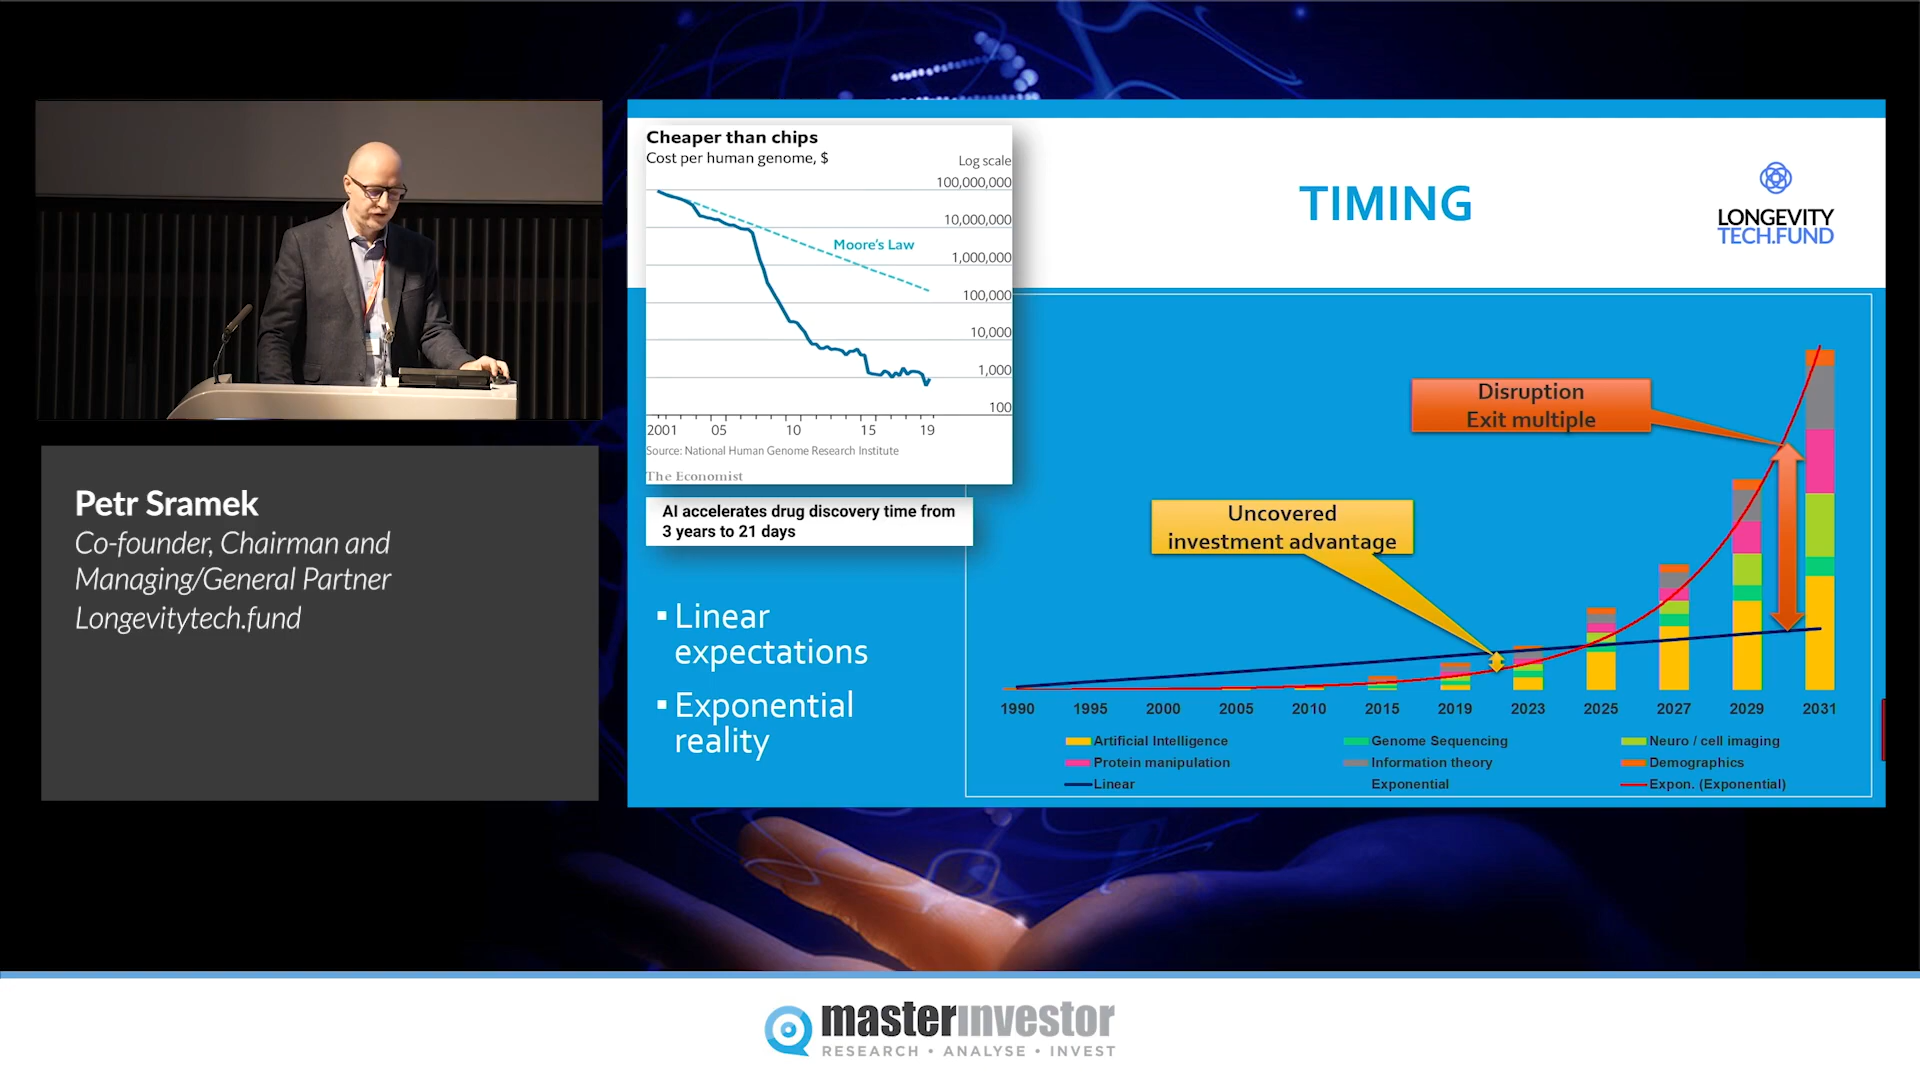 Cheaper than chips
Cost per human genome, $
Log scale
100,000,000
10,000,000
Moore's Law
1,000,000
100,000
10,000
1,000
100
2001 05 10 15 19
Source: National Human Genome Research Institute
The Economist
AI accelerates drug discovery time from
3 years to 21 days
▪ Linear
expectations
▪ Exponential
reality
TIMING
LONGEVITY
TECH.FUND
Disruption
Exit multiple
Uncovered
investment advantage
1990 1995 2000 2005 2010 2015 2019 2023 2025 2027 2029 2031
Artificial Intelligence Genome Sequencing Neuro / cell imaging
Protein manipulation Information theory Demographics
Linear Exponential Expon. (Exponential)
Petr Sramek
Co-founder, Chairman and
Managing/General Partner
Longevitytech.fund
masterinvestor
RESEARCH • ANALYSE • INVEST